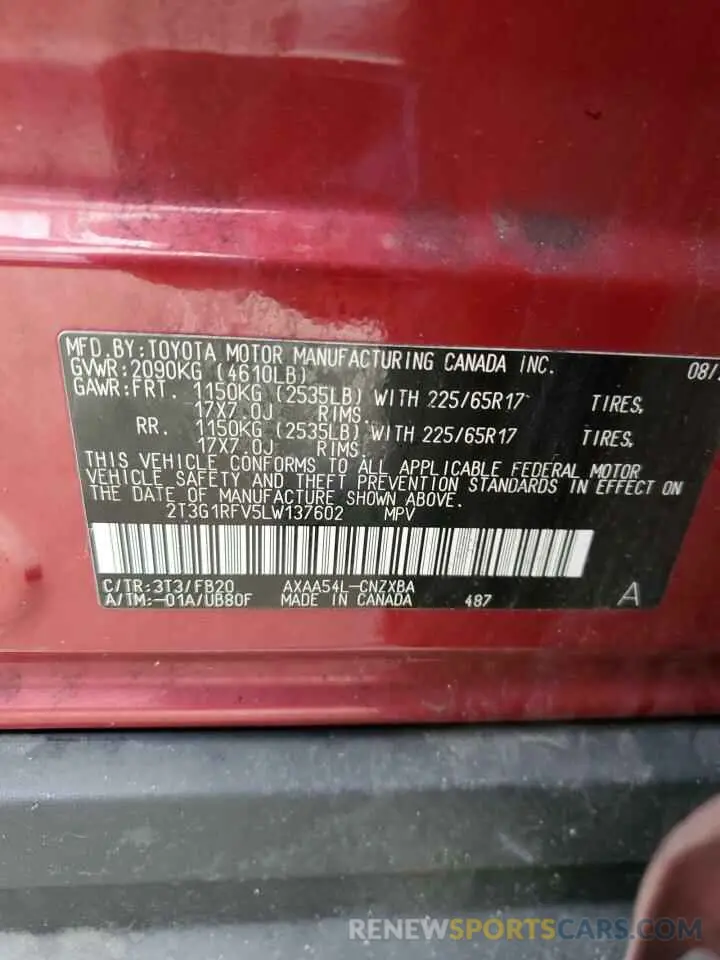 MFD.BY:TOYOTA MOTOR MANUFACTURING CANADA INC. 08/
GVWR:2090KG (4610LB)
GAWR:FRT. 1150KG (2535LB) WITH 225/65R17 TIRES,
17X7.0J RIMS.
RR. 1150KG (2535LB) WITH 225/65R17 TIRES,
17X7.0J RIMS.
THIS VEHICLE CONFORMS TO ALL APPLICABLE FEDERAL MOTOR
VEHICLE SAFETY AND THEFT PREVENTION STANDARDS IN EFFECT ON
THE DATE OF MANUFACTURE SHOWN ABOVE.
2T3G1RFV5LW137602 MPV
C/TR:3T3/FB20 AXAA54L-CNZXBA
A/TM:-01A/UB80F MADE IN CANADA 487 A
RENEWSPORTSCARS.COM